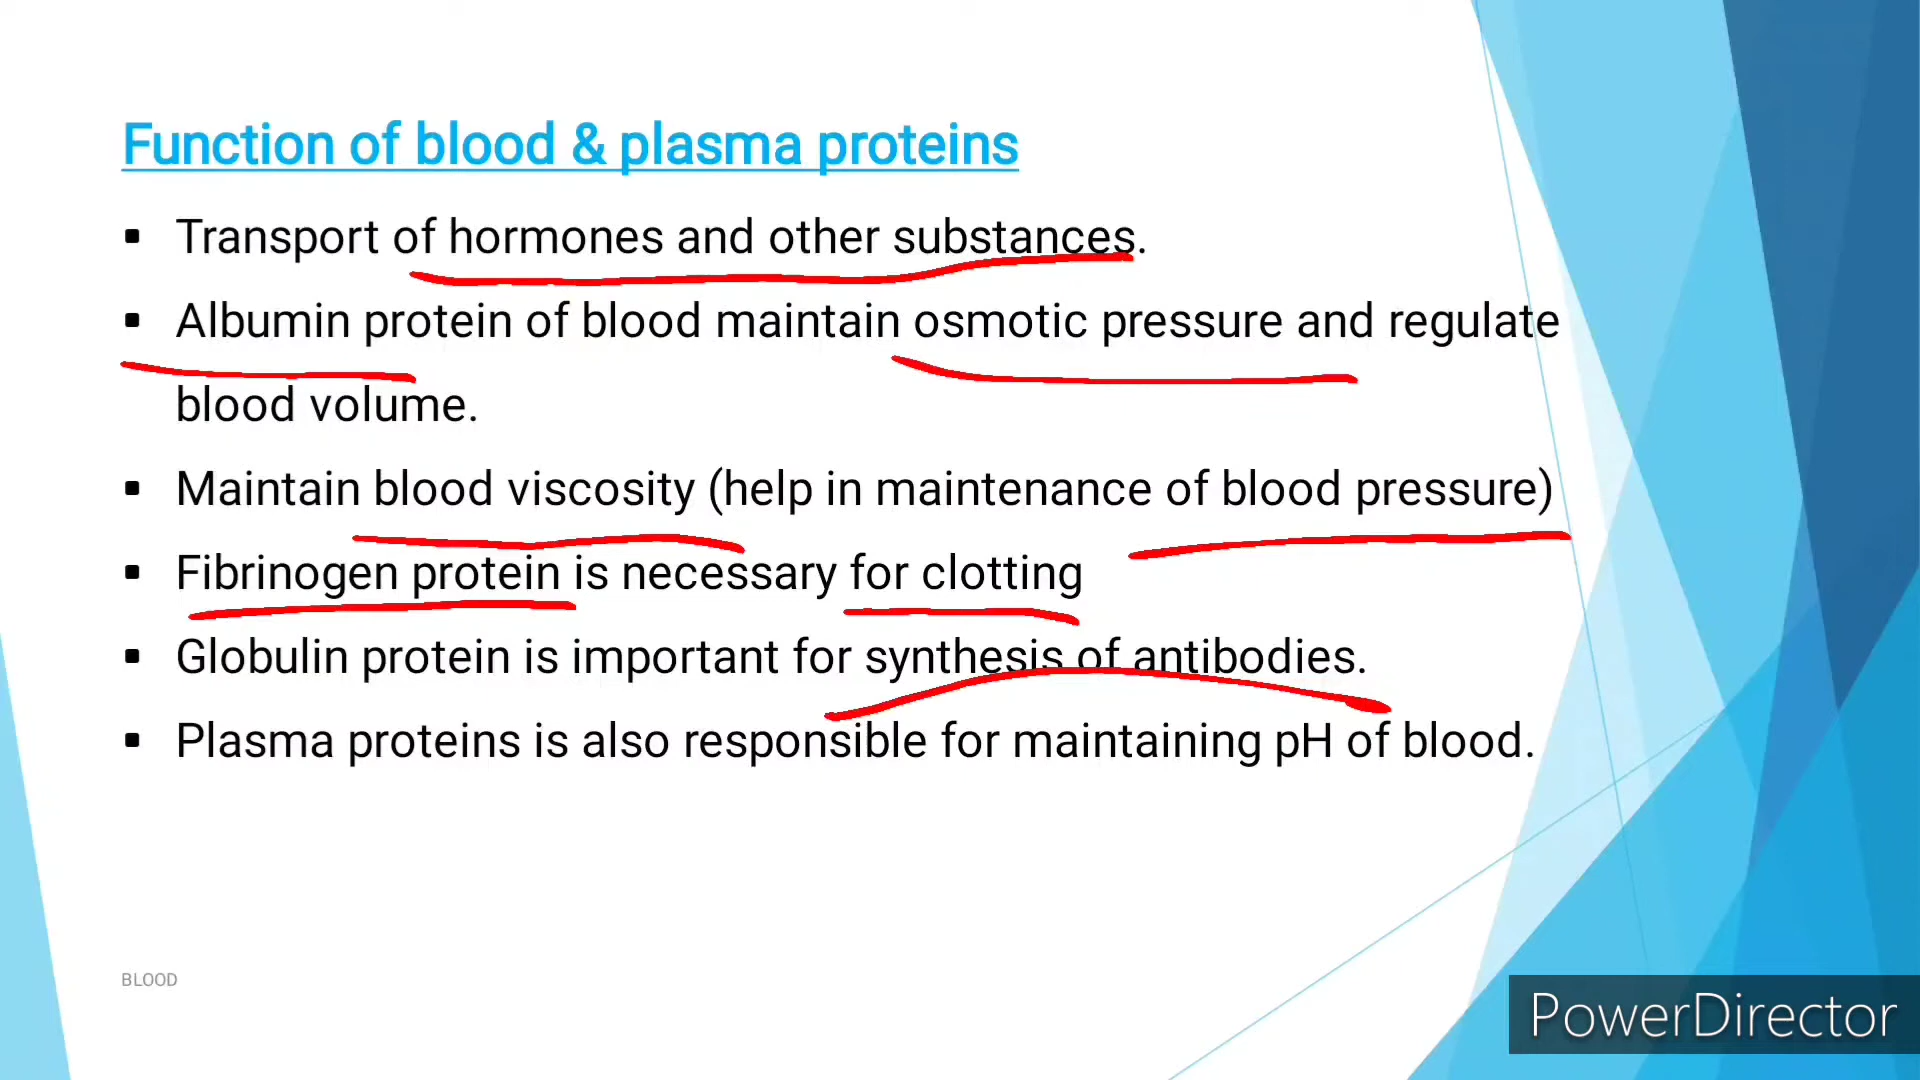 Function of blood & plasma proteins
▪ Transport of hormones and other substances.
▪ Albumin protein of blood maintain osmotic pressure and regulate
blood volume.
▪ Maintain blood viscosity (help in maintenance of blood pressure)
▪ Fibrinogen protein is necessary for clotting
▪ Globulin protein is important for synthesis of antibodies.
▪ Plasma proteins is also responsible for maintaining pH of blood.
BLOOD
PowerDirector